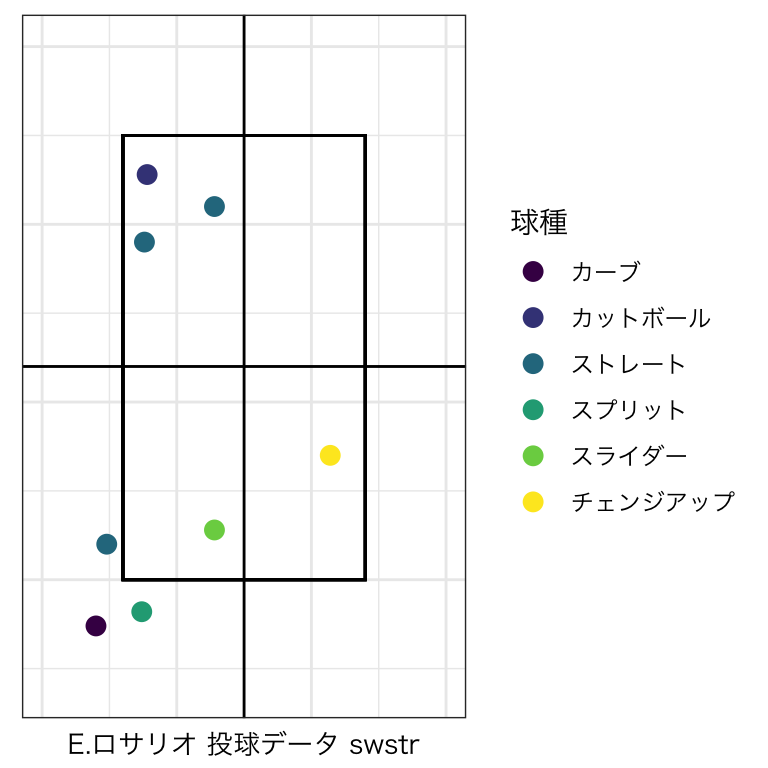 球種
カーブ
カットボール
ストレート
スプリット
スライダー
チェンジアップ
E.ロサリオ 投球データ swstr